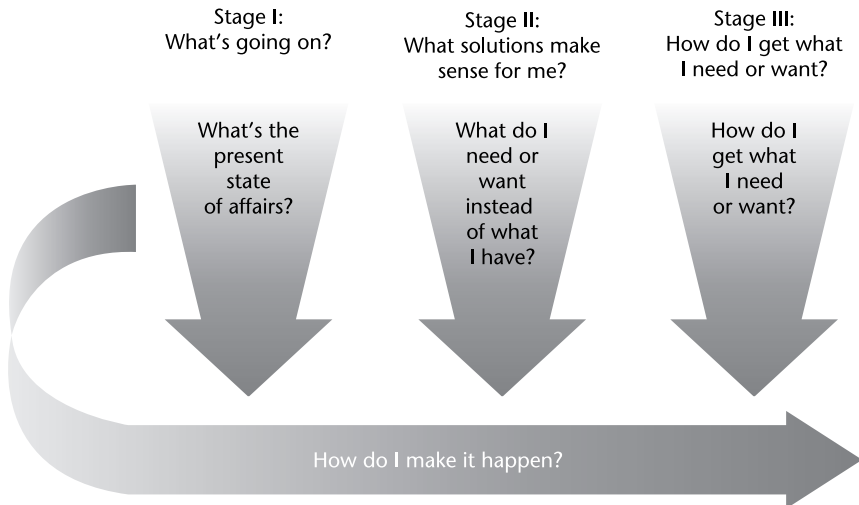 Stage I:
What's going on?
Stage II:
What solutions make
sense for me?
Stage III:
How do I get what
I need or want?
What's the
present
state
of affairs?
What do I
need or
want
instead
of what
I have?
How do I
get what
I need
or want?
How do I make it happen?